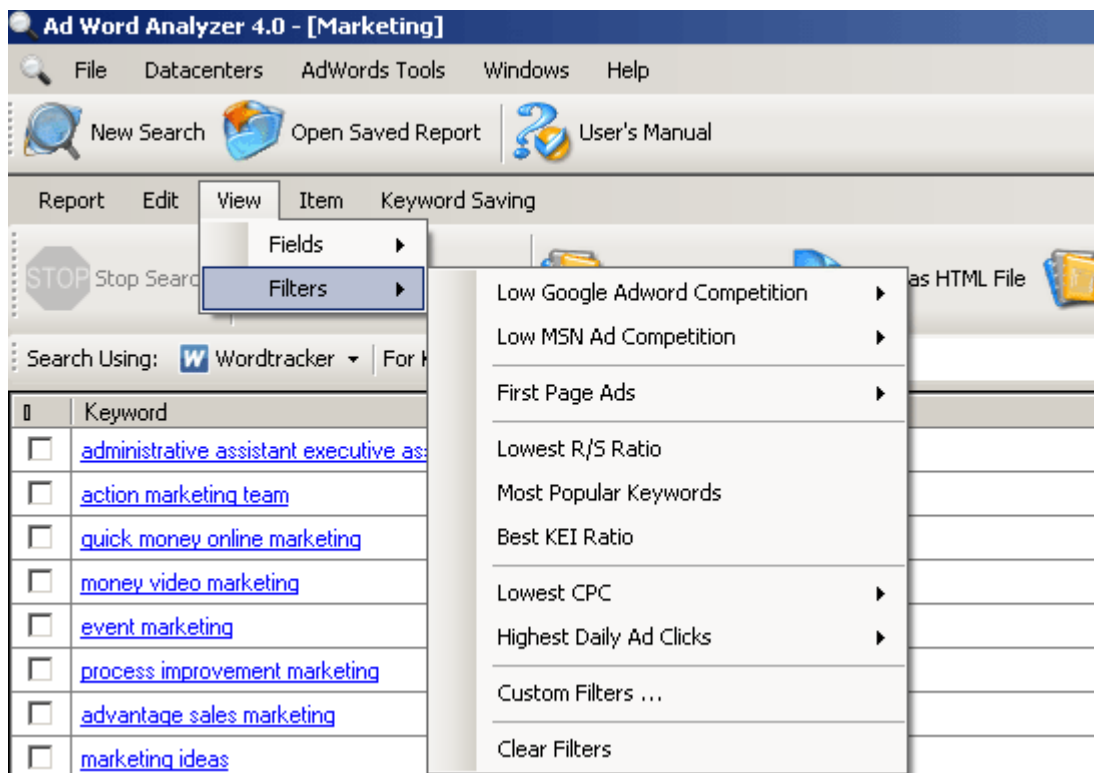 Ad Word Analyzer 4.0 - [Marketing]
File Datacenters AdWords Tools Windows Help
New Search Open Saved Report User's Manual
Report Edit View Item Keyword Saving
Fields
STOP Stop as HTML File
Filters
Low Google Adword Competition
Low MSN Ad Competition
Search Using: W Wordtracker For
First Page Ads
Keyword
administrative assistant executive
Lowest R/S Ratio
action marketing team
Most Popular Keywords
quick money online marketing
Best KEI Ratio
money video marketing
Lowest CPC
event marketing
Highest Daily Ad Clicks
process improvement marketing
Custom Filters ...
advantage sales marketing
marketing ideas
Clear Filters